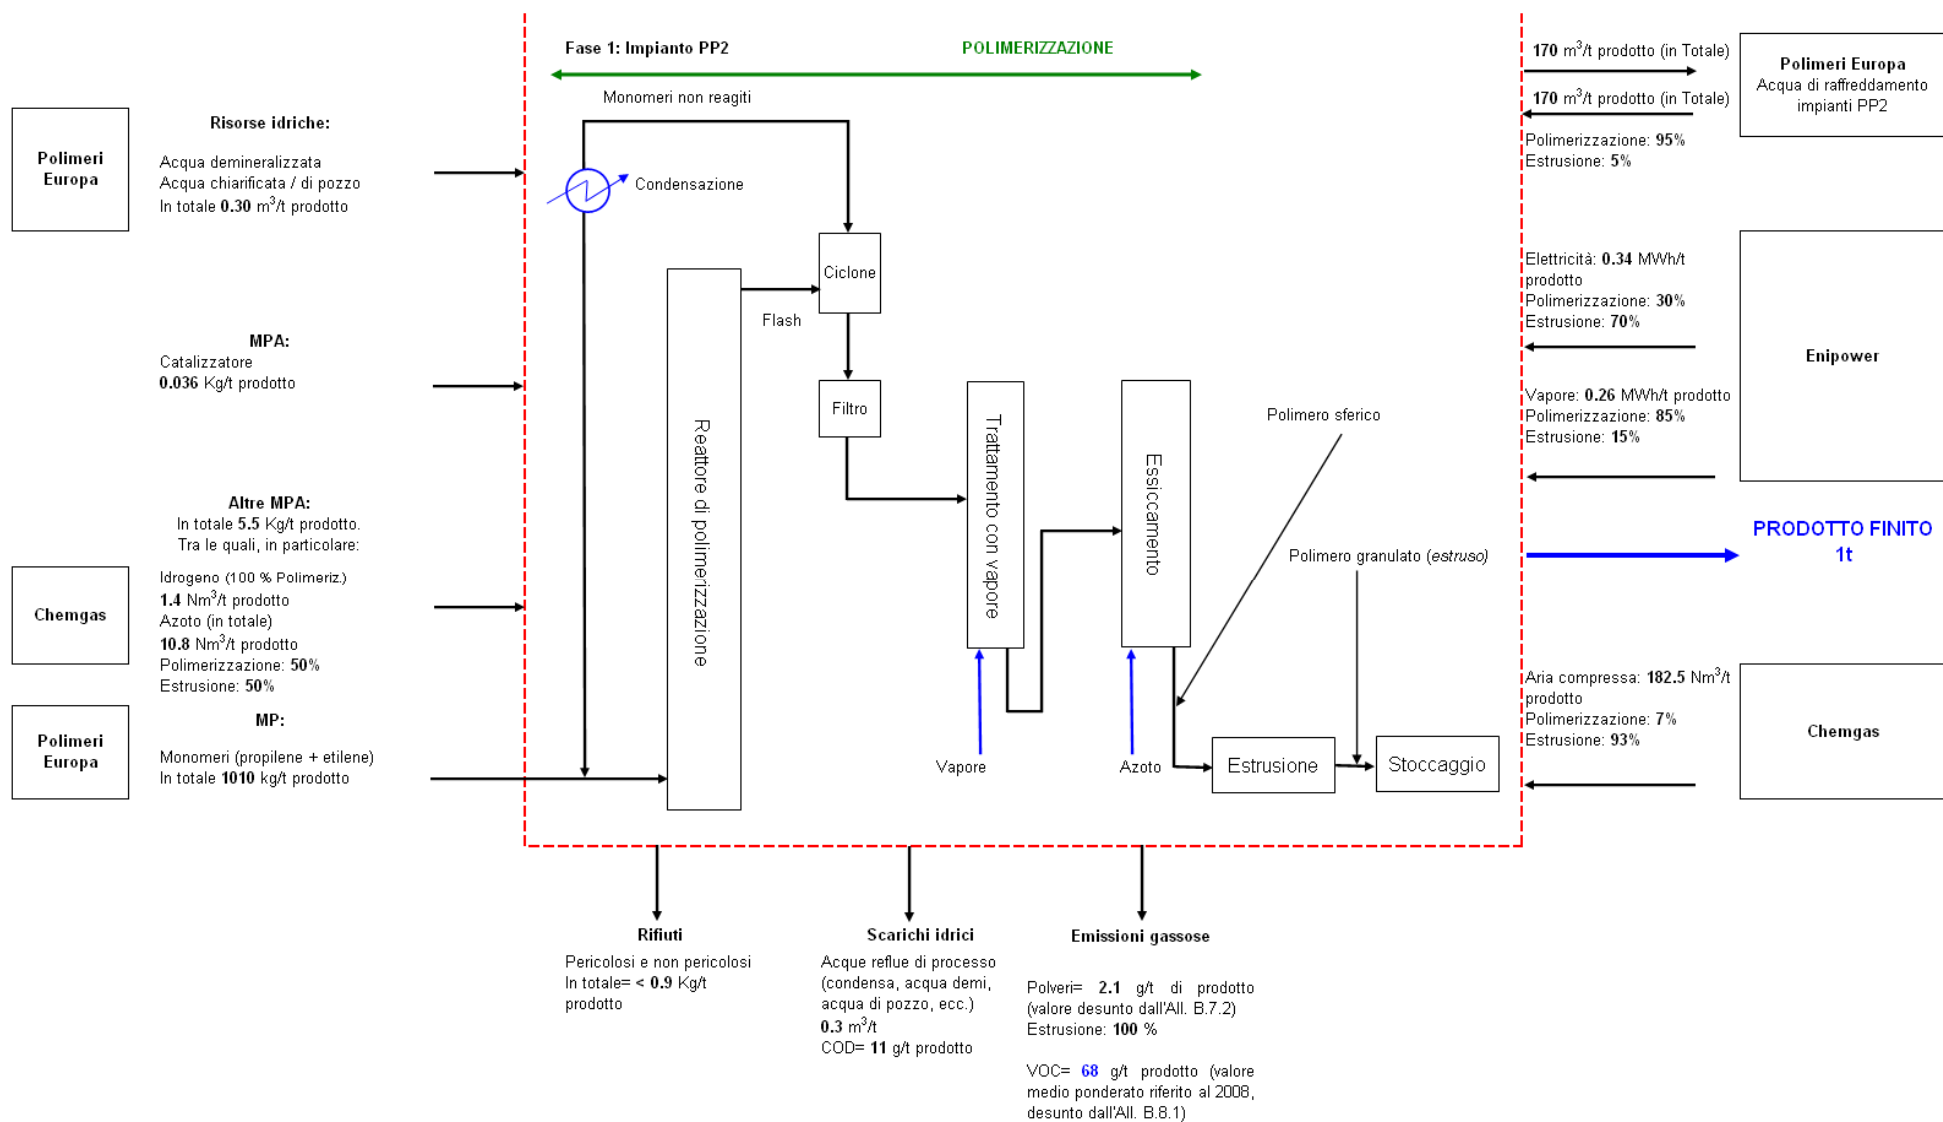 Fase 1: Impianto PP2
POLIMERIZZAZIONE
Monomeri non reagiti
Polimeri
Europa
Risorse idriche:
Acqua demineralizzata
Acqua chiarificata / di pozzo
In totale 0.30 m³/t prodotto
MPA:
Catalizzatore
0.036 Kg/t prodotto
Altre MPA:
In totale 5.5 Kg/t prodotto.
Tra le quali, in particolare:
Chemgas
Idrogeno (100 % Polimeriz.)
1.4 Nm³/t prodotto
Azoto (in totale)
10.8 Nm³/t prodotto
Polimerizzazione: 50%
Estrusione: 50%
Polimeri
Europa
MP:
Monomeri (propilene + etilene)
In totale 1010 kg/t prodotto
Condensazione
Reattore di polimerizzazione
Flash
Ciclone
Filtro
Trattamento con vapore
Vapore
Essiccamento
Azoto
Polimero sferico
Polimero granulato (estruso)
Estrusione
Stoccaggio
170 m³/t prodotto (in Totale)
170 m³/t prodotto (in Totale)
Polimerizzazione: 95%
Estrusione: 5%
Polimeri Europa
Acqua di raffreddamento
impianti PP2
Elettricità: 0.34 MWh/t
prodotto
Polimerizzazione: 30%
Estrusione: 70%
Vapore: 0.26 MWh/t prodotto
Polimerizzazione: 85%
Estrusione: 15%
Enipower
PRODOTTO FINITO
1t
Aria compressa: 182.5 Nm³/t
prodotto
Polimerizzazione: 7%
Estrusione: 93%
Chemgas
Rifiuti
Pericolosi e non pericolosi
In totale= < 0.9 Kg/t
prodotto
Scarichi idrici
Acque reflue di processo
(condensa, acqua demi,
acqua di pozzo, ecc.)
0.3 m³/t
COD= 11 g/t prodotto
Emissioni gassose
Polveri= 2.1 g/t di prodotto
(valore desunto dall'All. B.7.2)
Estrusione: 100 %
VOC= 68 g/t prodotto (valore
medio ponderato riferito al 2008,
desunto dall'All. B.8.1)